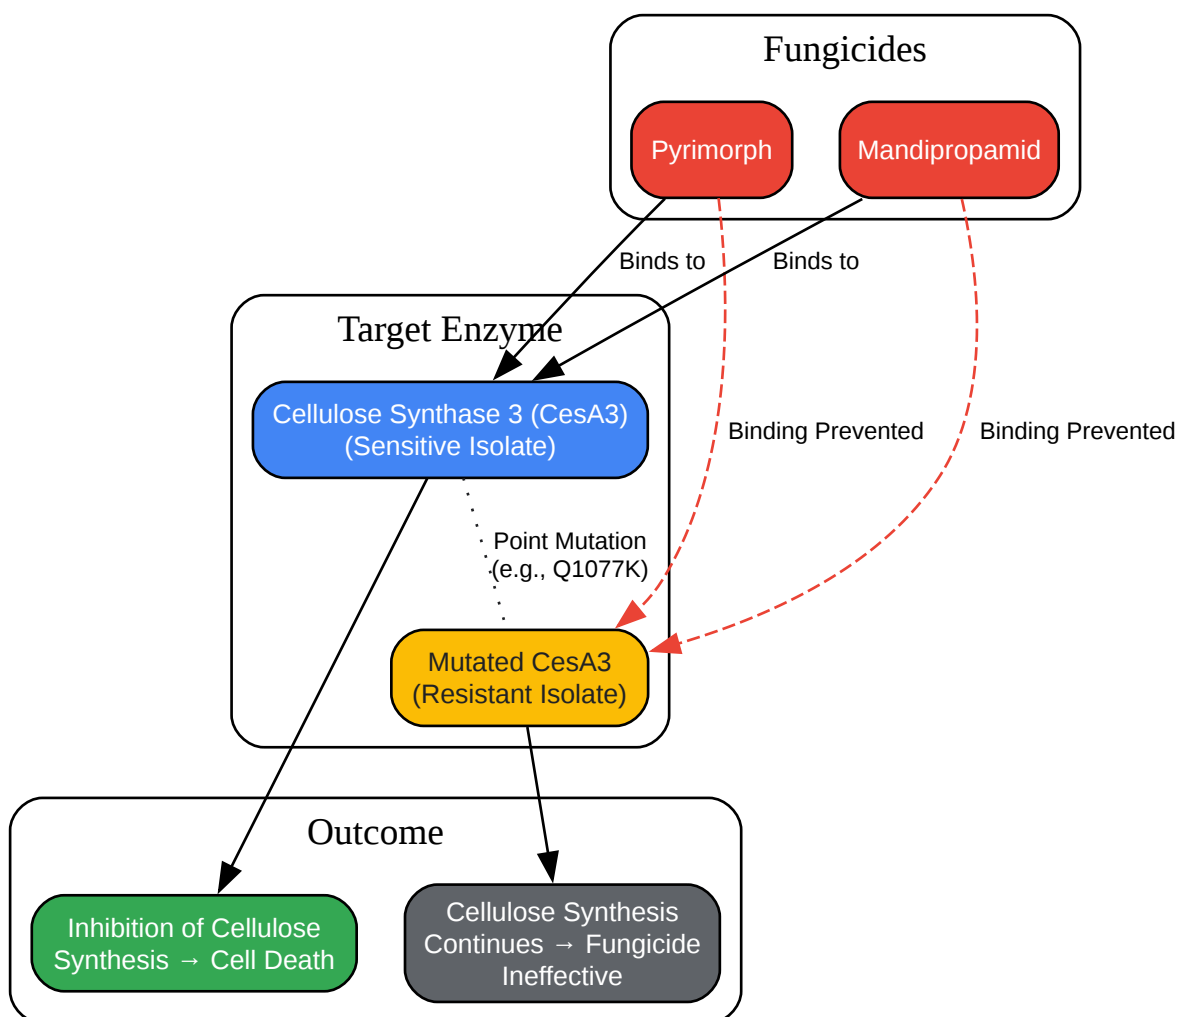 Fungicides
Pyrimorph
Mandipropamid
Binds to
Binds to
Target Enzyme
Cellulose Synthase 3 (CesA3)
(Sensitive Isolate)
Binding Prevented
Binding Prevented
Point Mutation
(e.g., Q1077K)
Mutated CesA3
(Resistant Isolate)
Outcome
Inhibition of Cellulose
Synthesis → Cell Death
Cellulose Synthesis
Continues → Fungicide
Ineffective